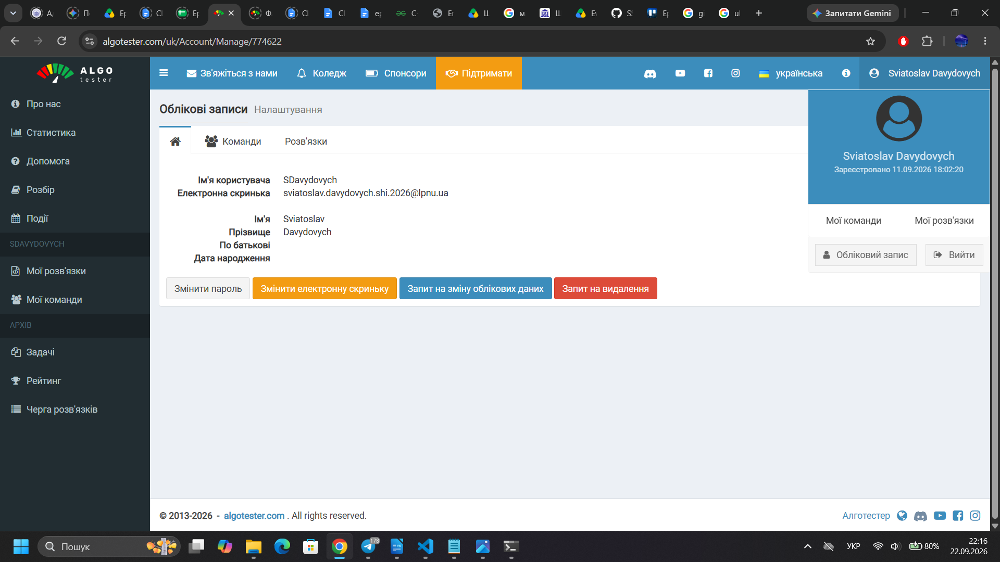 А
П
Ер
Cl
Ер
Ф
Cl
Cl
ep
C
Er
Ц
м
Ц
Ev
Ер
gi
ul
Запитати Gemini
algotester.com/uk/Account/Manage/774622
ALGO
tester
Зв'яжіться з нами
Коледж
Спонсори
Підтримати
українська
Sviatoslav Davydovych
Про нас
Статистика
Допомога
Розбір
Події
SDAVYDOVYCH
Мої розв'язки
Мої команди
АРХІВ
Задачі
Рейтинг
Черга розв'язків
Облікові записи Налаштування
Команди
Розв'язки
Ім'я користувача SDavydovych
Електронна скринька sviatoslav.davydovych.shi.2026@lpnu.ua
Ім'я Sviatoslav
Прізвище Davydovych
По батькові
Дата народження
Змінити пароль
Змінити електронну скриньку
Запит на зміну облікових даних
Запит на видалення
Sviatoslav Davydovych
Зареєстровано 11.09.2026 18:02:20
Мої команди
Мої розв'язки
Обліковий запис
Вийти
© 2013-2026 - algotester.com . All rights reserved.
Алготестер
Пошук
178
УКР
80%
22:16
22.09.2026